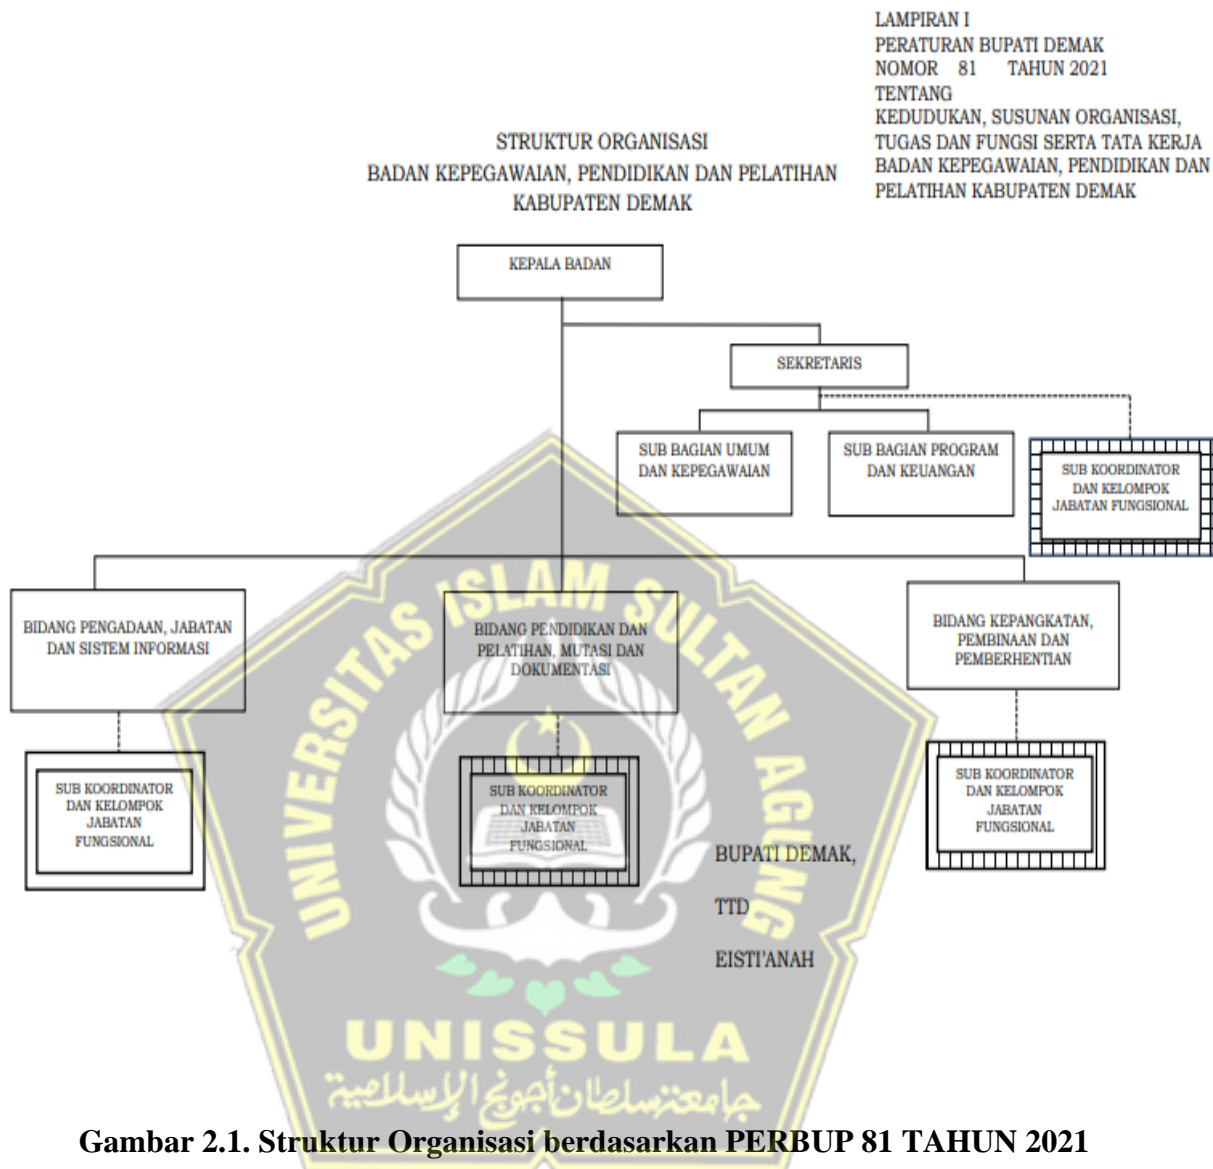 LAMPIRAN I
PERATURAN BUPATI DEMAK
NOMOR 81 TAHUN 2021
TENTANG
KEDUDUKAN, SUSUNAN ORGANISASI,
TUGAS DAN FUNGSI SERTA TATA KERJA
BADAN KEPEGAWAIAN, PENDIDIKAN DAN
PELATIHAN KABUPATEN DEMAK
STRUKTUR ORGANISASI
BADAN KEPEGAWAIAN, PENDIDIKAN DAN PELATIHAN
KABUPATEN DEMAK
KEPALA BADAN
SEKRETARIS
SUB BAGIAN UMUM
DAN KEPEGAWAIAN
SUB BAGIAN PROGRAM
DAN KEUANGAN
SUB KOORDINATOR
DAN KELOMPOK
JABATAN FUNGSIONAL
BIDANG PENGADAAN, JABATAN
DAN SISTEM INFORMASI
BIDANG PENDIDIKAN DAN
PELATIHAN, MUTASI DAN
DOKUMENTASI
BIDANG KEPANGKATAN,
PEMBINAAN DAN
PEMBERHENTIAN
SUB KOORDINATOR
DAN KELOMPOK
JABATAN
FUNGSIONAL
SUB KOORDINATOR
DAN KELOMPOK
JABATAN
FUNGSIONAL
SUB KOORDINATOR
DAN KELOMPOK
JABATAN
FUNGSIONAL
BUPATI DEMAK,
TTD
EISTI'ANAH
UNIVERSITAS ISLAM SULTAN AGUNG
UNISSULA
جامعة سلطان أجونج الإسلامية
Gambar 2.1. Struktur Organisasi berdasarkan PERBUP 81 TAHUN 2021